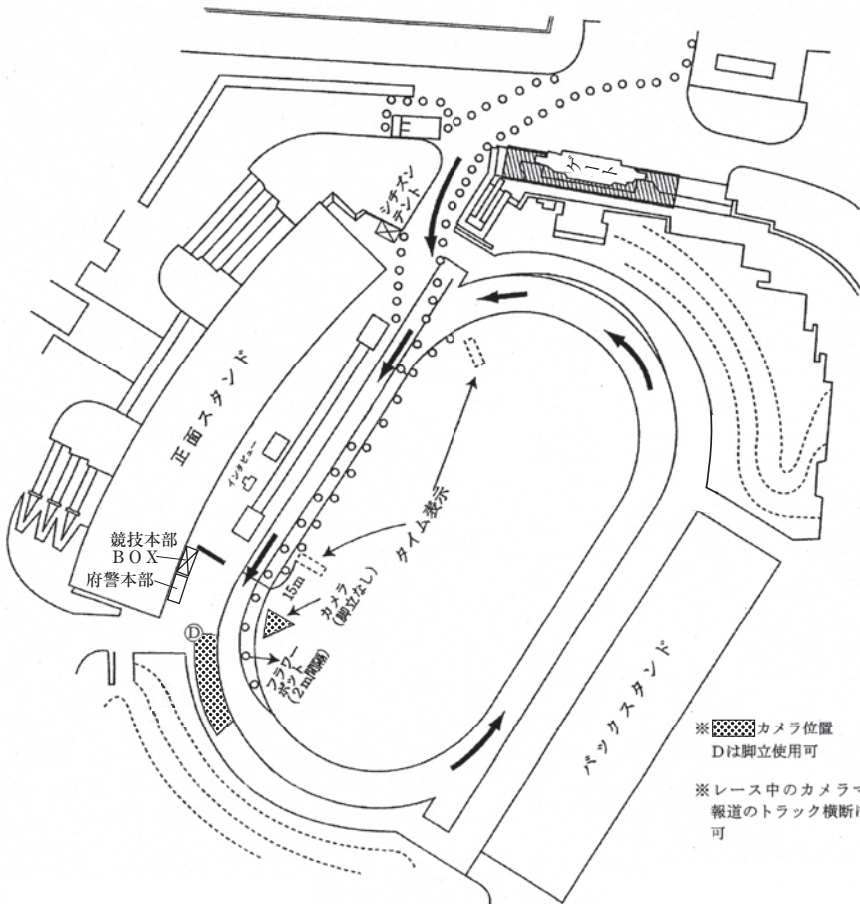 ゲート
シチズン
テント
正面スタンド
インタビュー
タイム表示
競技本部
BOX
府警本部
15m
カメラ
(脚立なし)
D
フラワー
ポット
(2m間隔)
バックスタンド
※カメラ位置
Dは脚立使用可
※レース中のカメラマ
報道のトラック横断は
可